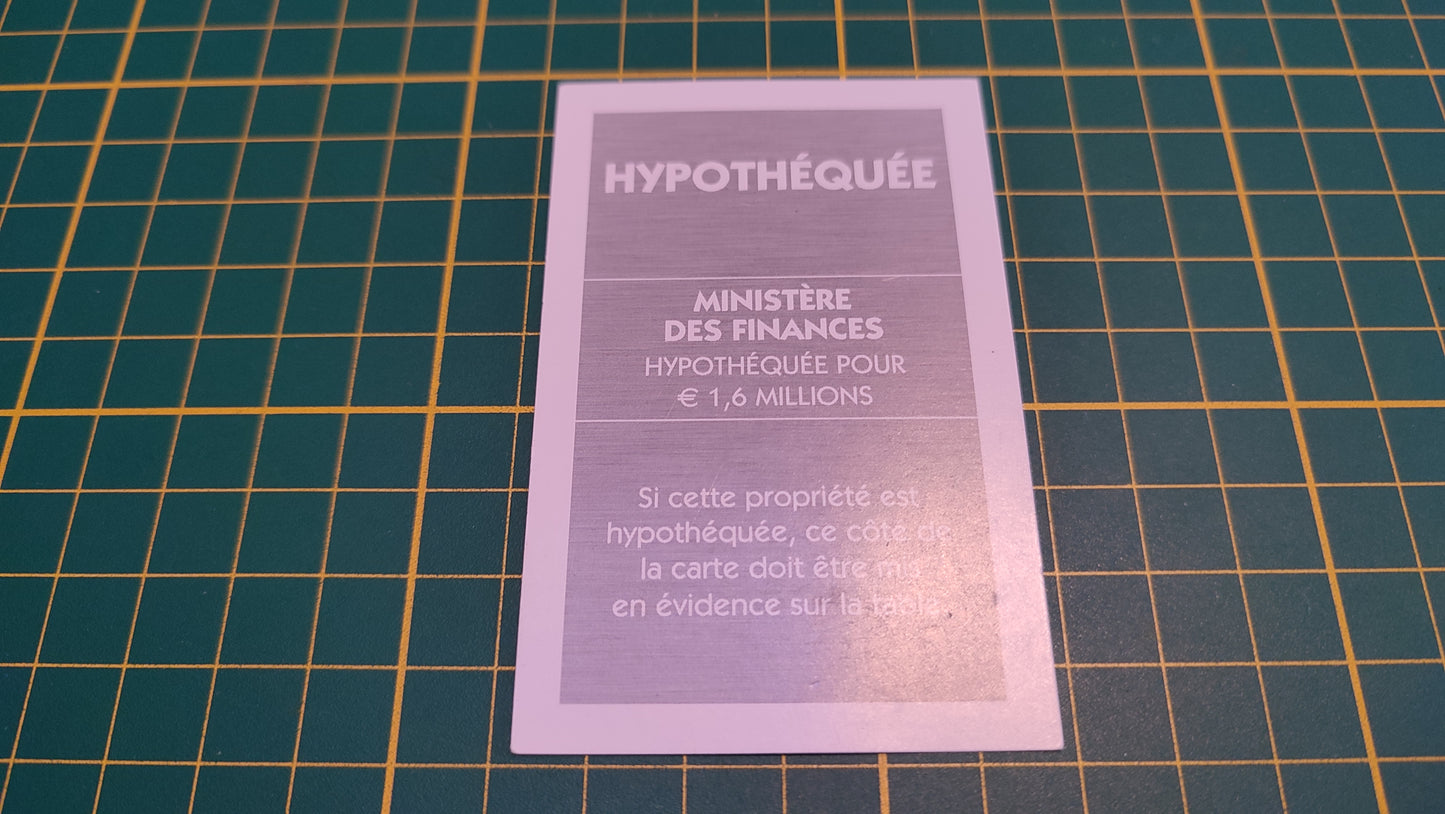 HYPOTHÉQUÉE
MINISTÈRE
DES FINANCES
HYPOTHÉQUÉE POUR
€ 1,6 MILLIONS
Si cette propriété est
hypothéquée, ce côte de
la carte doit être mis
en évidence sur la table.